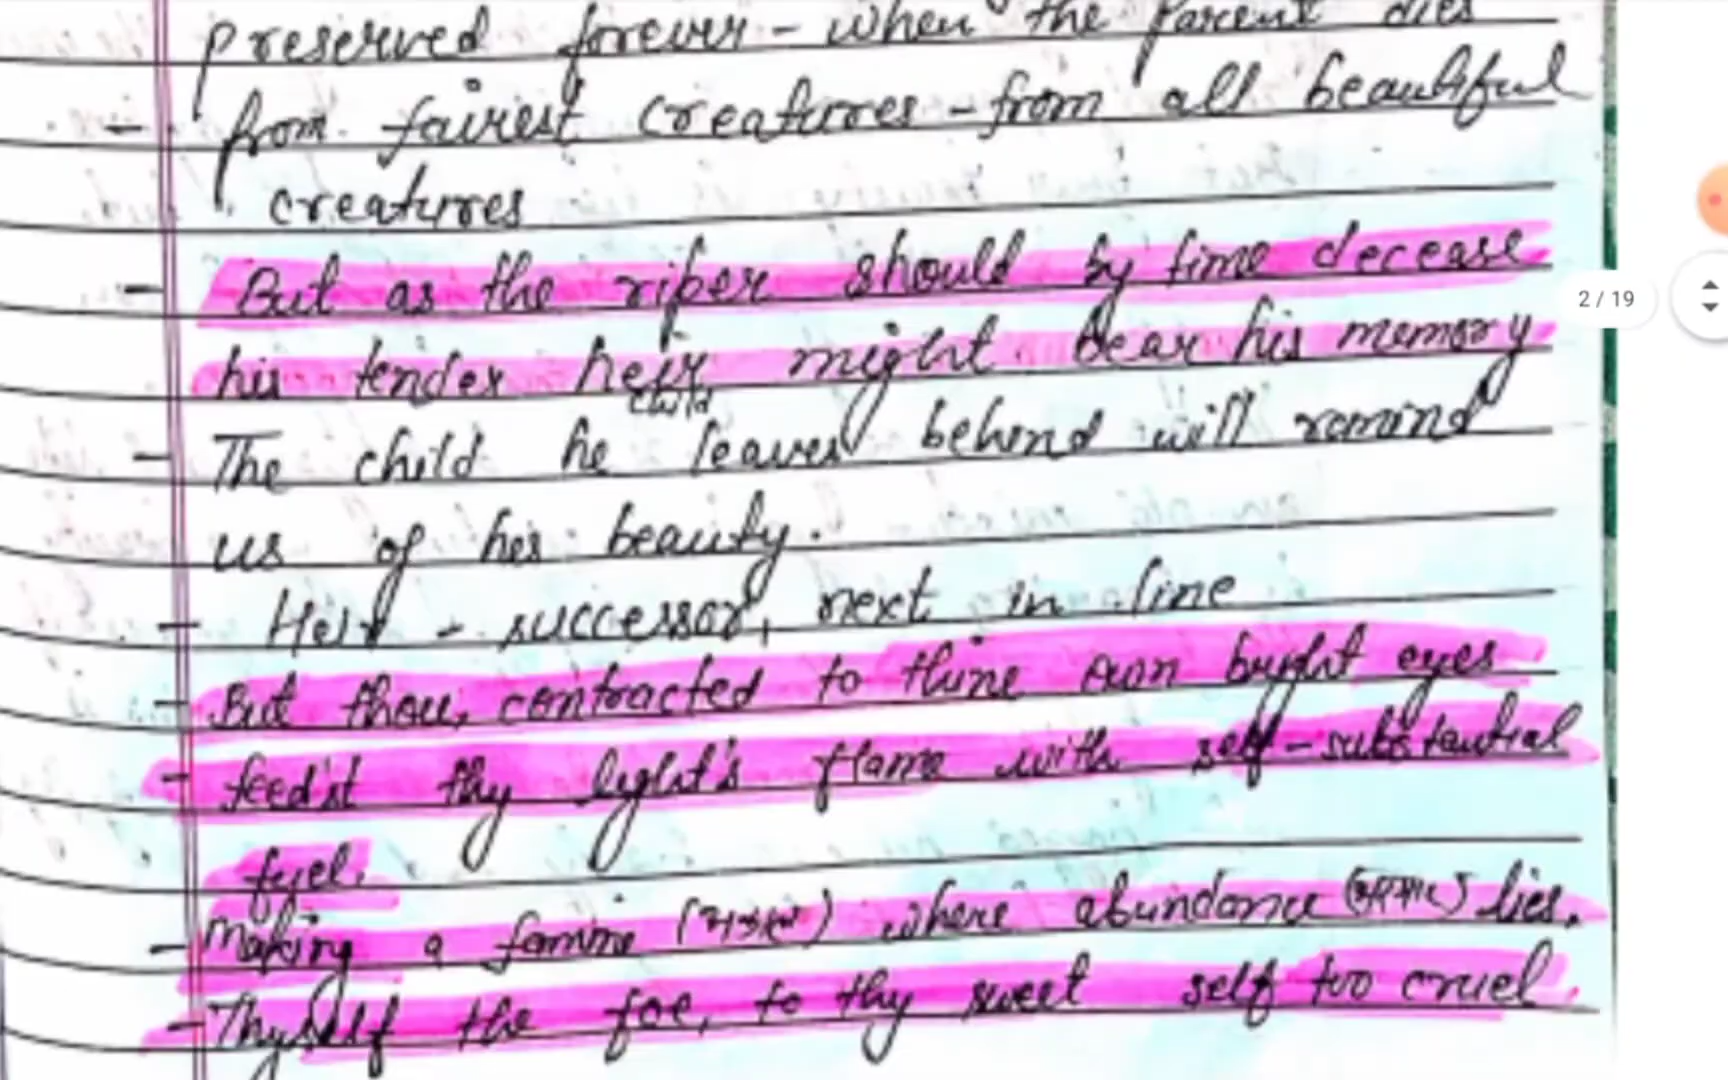 preserved forever - when the parent dies
- from fairest creatures - from all beautiful
creatures
- But as the riper should by time decease
his tender heir might bear his memory
child
- The child he leaves behind will remind
us of her beauty.
- Heir - successor, next in line
- But thou, contracted to thine own bright eyes
- feed'st thy light's flame with self-substantial
fuel.
- Making a famine where abundance lies.
- Thyself the foe, to thy sweet self too cruel
2 / 19